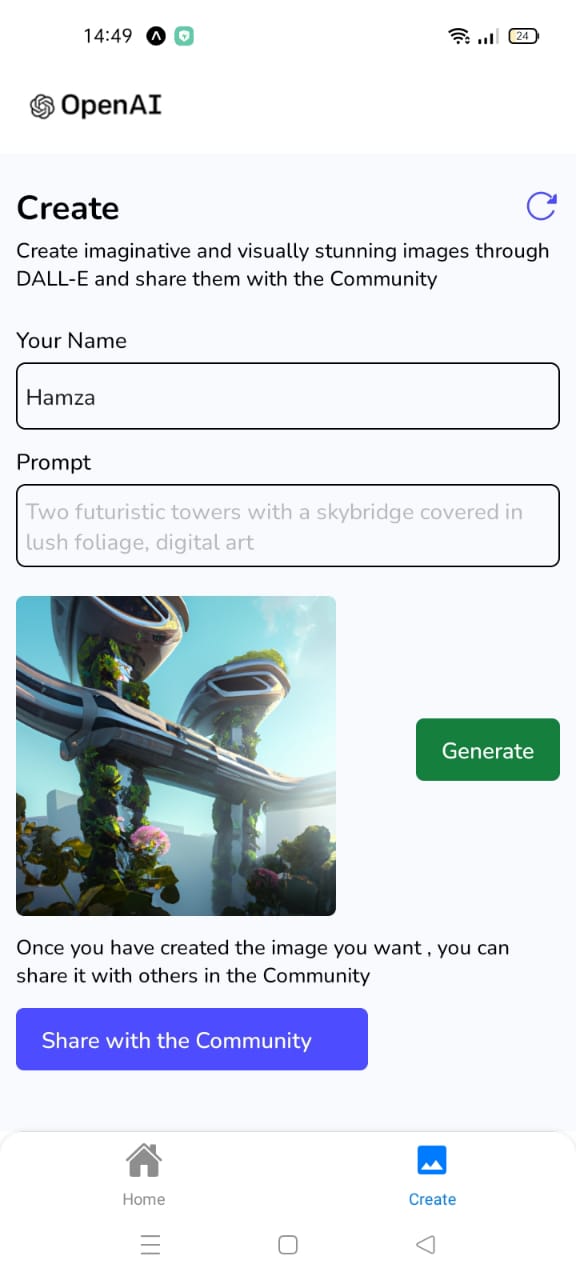 14:49
24
OpenAI
Create
Create imaginative and visually stunning images through
DALL-E and share them with the Community
Your Name
Hamza
Prompt
Two futuristic towers with a skybridge covered in
lush foliage, digital art
Generate
Once you have created the image you want , you can
share it with others in the Community
Share with the Community
Home
Create